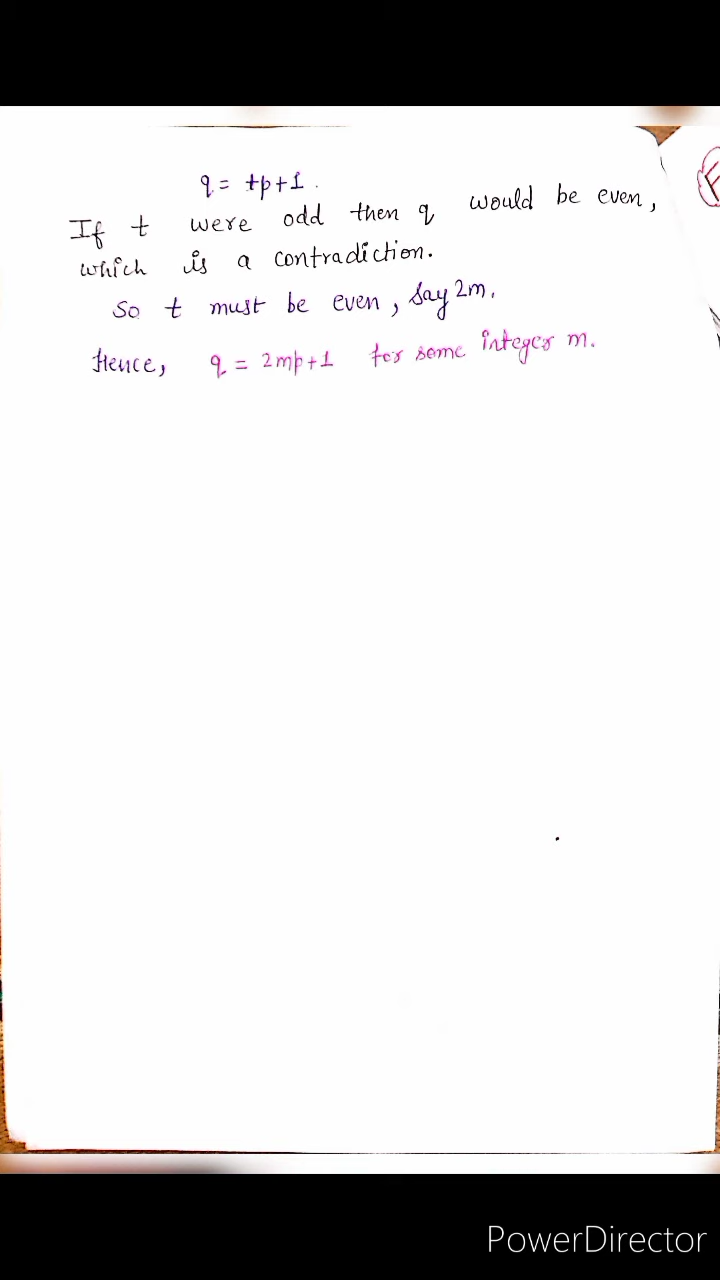 q = tp+1.
If t were odd then q would be even,
which is a contradiction.
So t must be even, say 2m.
Hence, q = 2mp+1 for some integer m.
PowerDirector